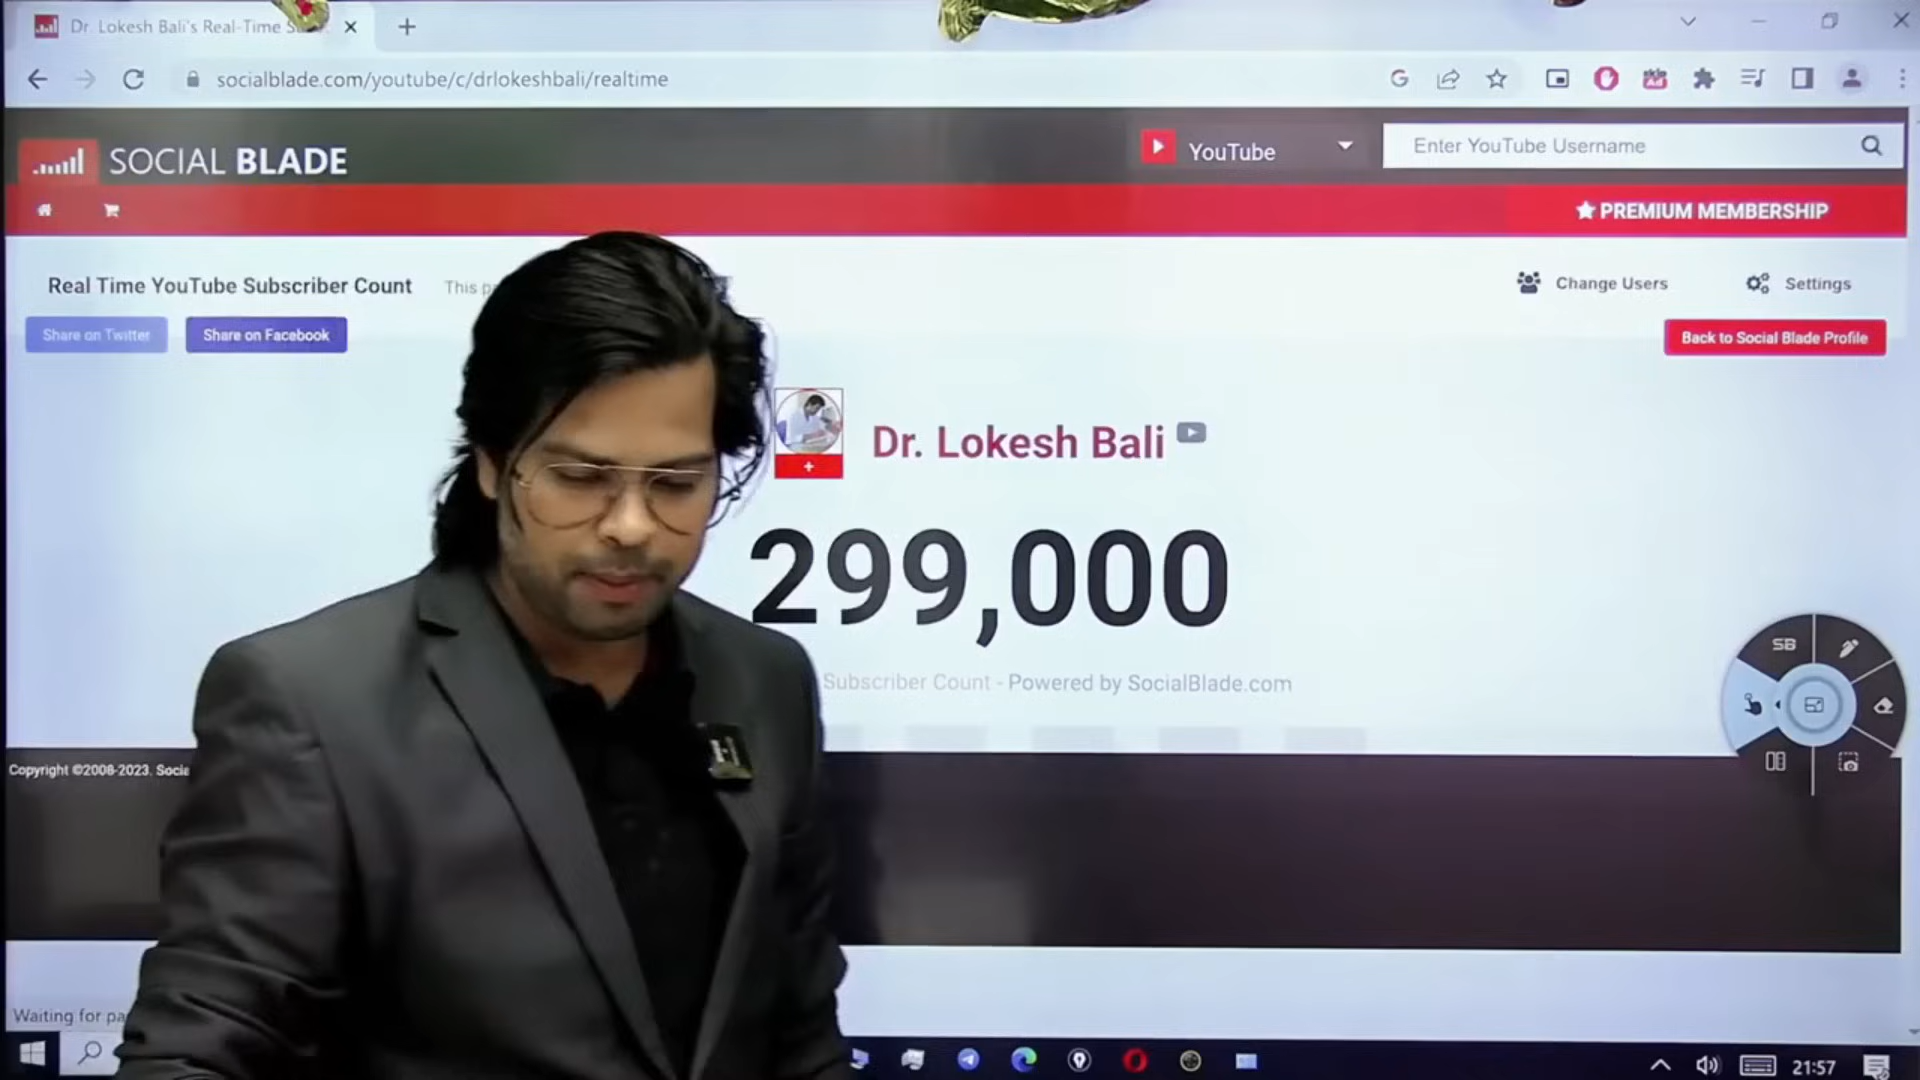 Dr. Lokesh Bali's Real-Time S
socialblade.com/youtube/c/drlokeshbali/realtime
SOCIAL BLADE
YouTube
Enter YouTube Username
PREMIUM MEMBERSHIP
Real Time YouTube Subscriber Count
This p
Change Users
Settings
Share on Twitter
Share on Facebook
Back to Social Blade Profile
Dr. Lokesh Bali
299,000
Subscriber Count - Powered by SocialBlade.com
SB
Copyright ©2008-2023. Socia
Waiting for pa
21:57